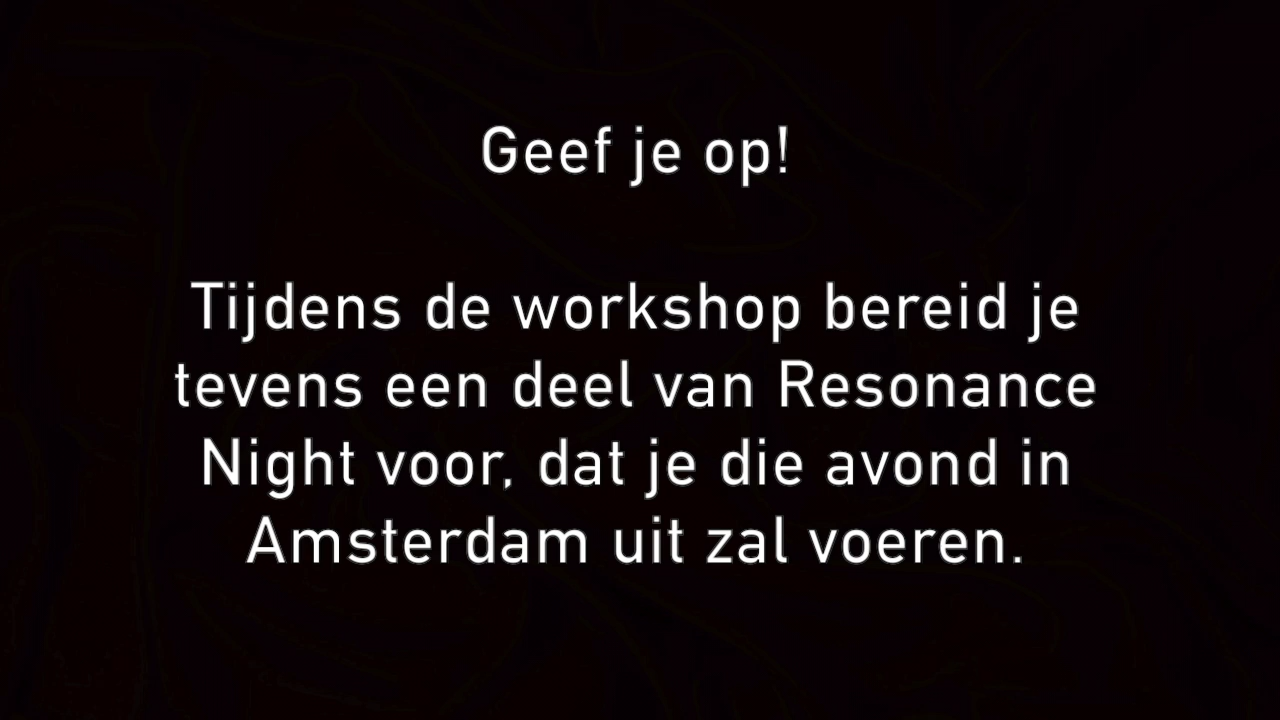 Geef je op!
Tijdens de workshop bereid je
tevens een deel van Resonance
Night voor, dat je die avond in
Amsterdam uit zal voeren.